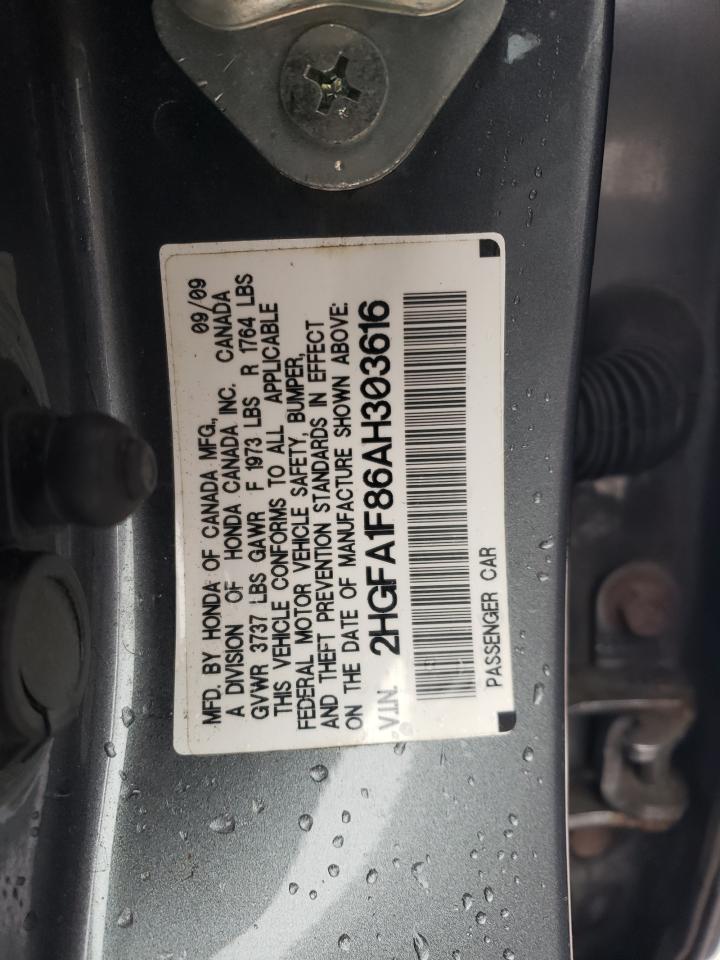 MFD. BY HONDA OF CANADA MFG., 09/09
A DIVISION OF HONDA CANADA INC. CANADA
GVWR 3737 LBS GAWR F 1973 LBS R 1764 LBS
THIS VEHICLE CONFORMS TO ALL APPLICABLE
FEDERAL MOTOR VEHICLE SAFETY, BUMPER,
AND THEFT PREVENTION STANDARDS IN EFFECT
ON THE DATE OF MANUFACTURE SHOWN ABOVE.
V.I.N. 2HGFA1F86AH303616
PASSENGER CAR